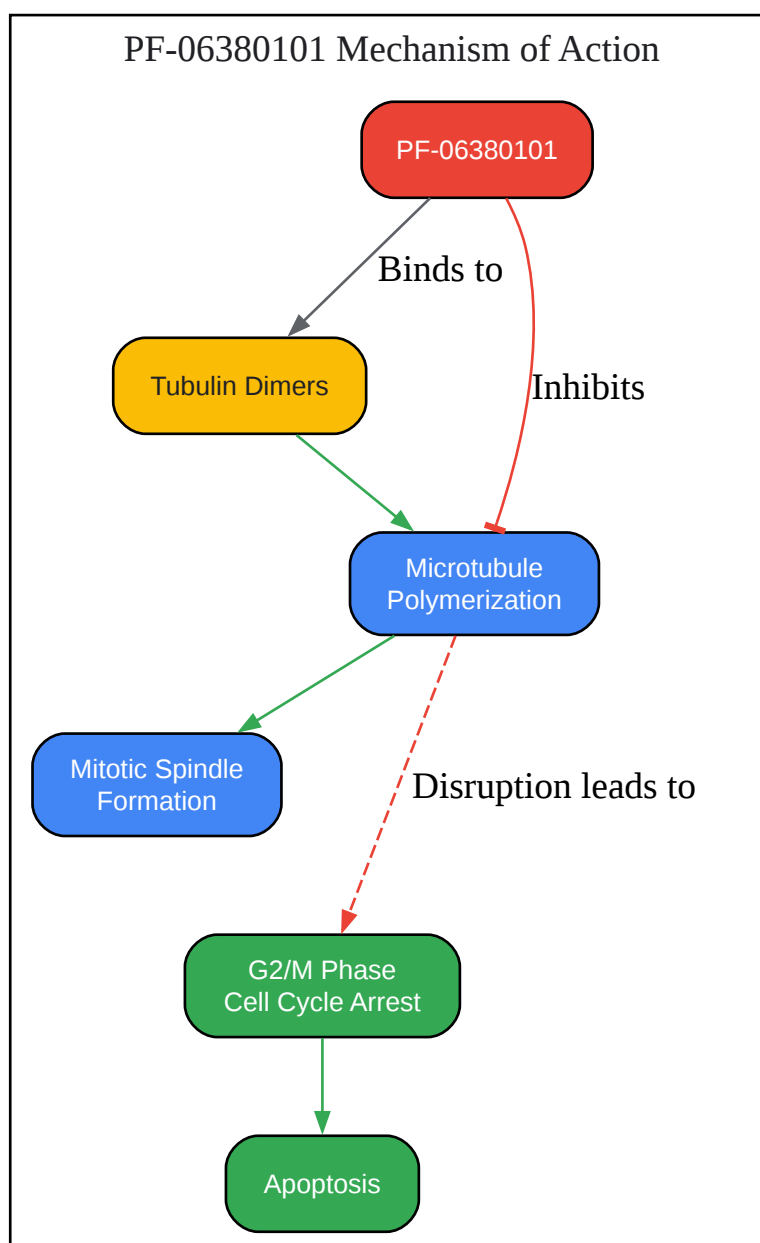 PF-06380101 Mechanism of Action
PF-06380101
Binds to
Tubulin Dimers
Inhibits
Microtubule
Polymerization
Mitotic Spindle
Formation
Disruption leads to
G2/M Phase
Cell Cycle Arrest
Apoptosis